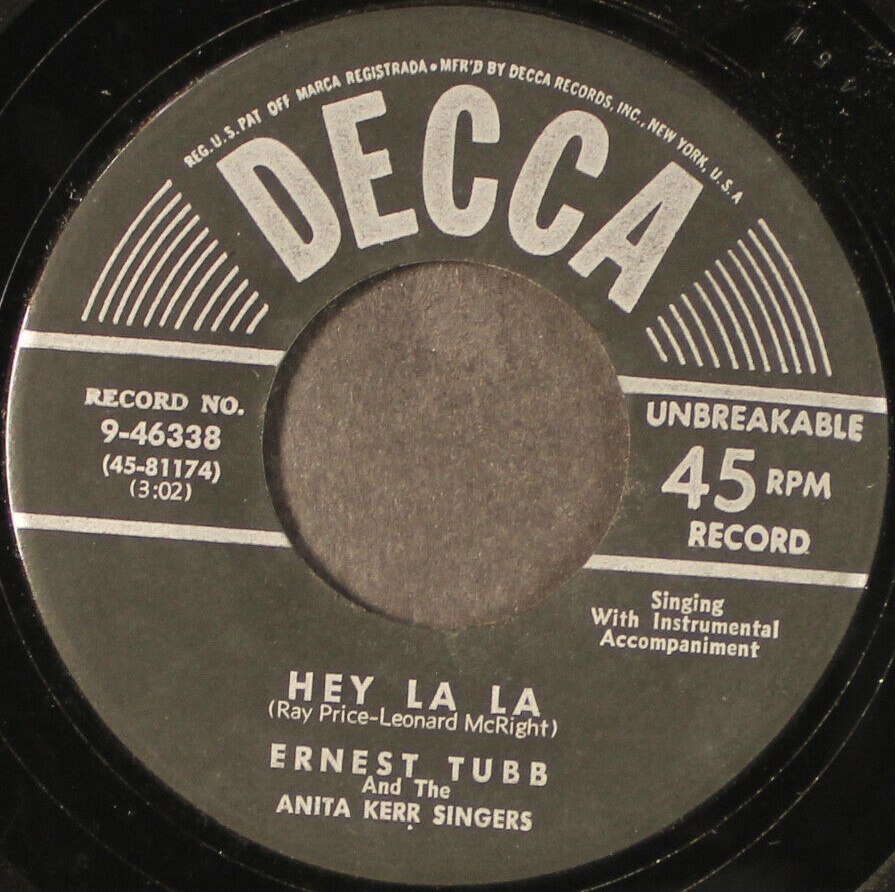 REG. U.S. PAT OFF MARCA REGISTRADA • MFR'D BY DECCA RECORDS, INC., NEW YORK, U.S.A
DECCA
RECORD NO.
9-46338
(45-81174)
(3:02)
UNBREAKABLE
45 RPM
RECORD
Singing
With Instrumental
Accompaniment
HEY LA LA
(Ray Price-Leonard McRight)
ERNEST TUBB
And The
ANITA KERR SINGERS